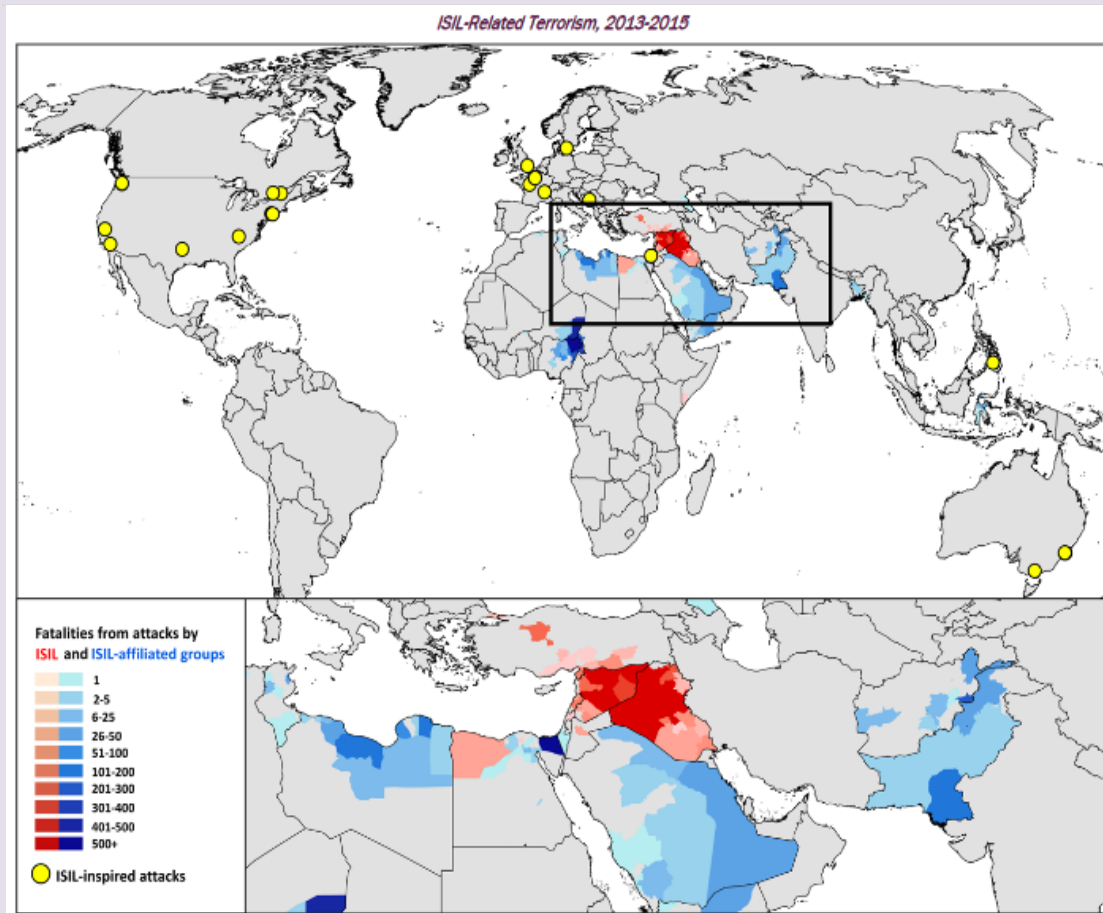 ISIL-Related Terrorism, 2013-2015
Fatalities from attacks by
ISIL and ISIL-affiliated groups
1
2-5
6-25
26-50
51-100
101-200
201-300
301-400
401-500
500+
ISIL-inspired attacks